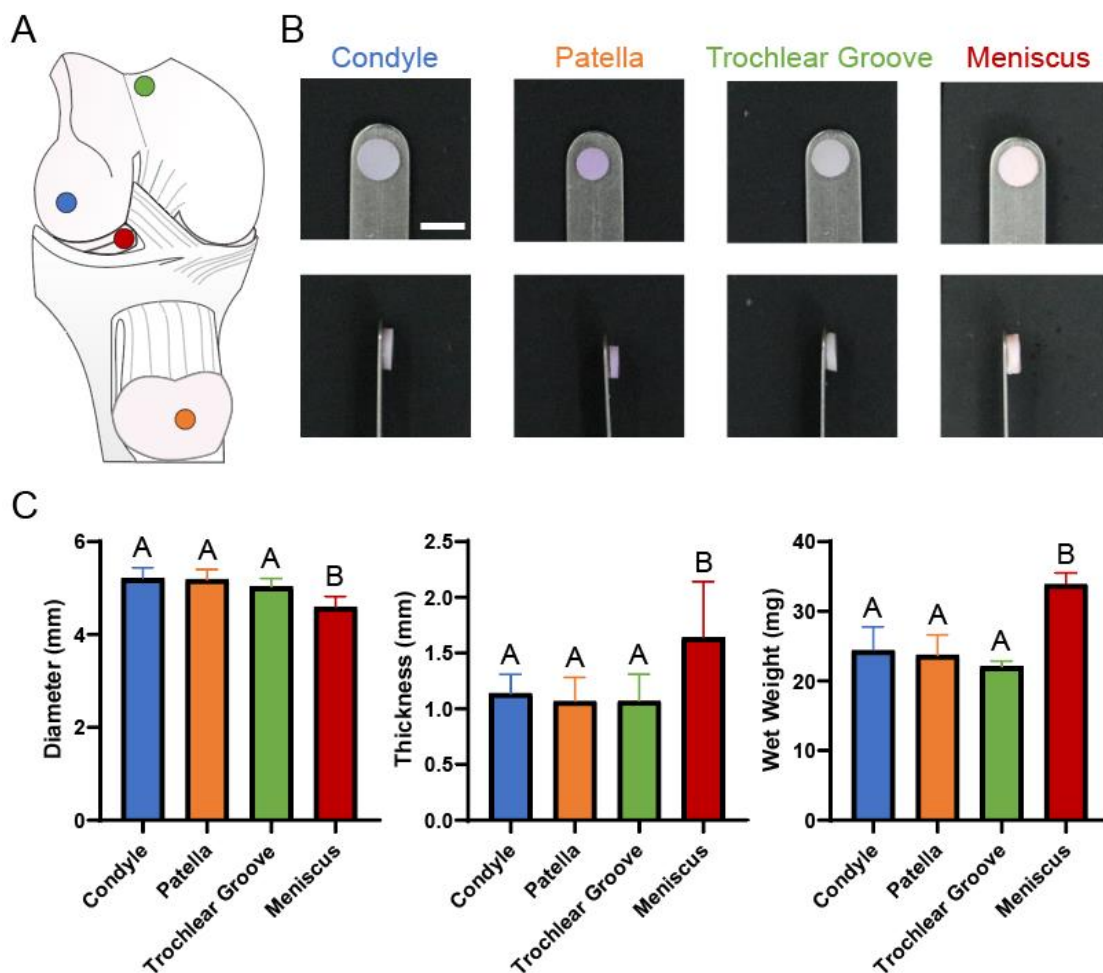 A
B
Condyle
Patella
Trochlear Groove
Meniscus
C
Diameter (mm)
6
4
2
0
A
A
A
B
Condyle
Patella
Trochlear Groove
Meniscus
Thickness (mm)
2.5
2.0
1.5
1.0
0.5
0.0
A
A
A
B
Condyle
Patella
Trochlear Groove
Meniscus
Wet Weight (mg)
40
30
20
10
0
A
A
A
B
Condyle
Patella
Trochlear Groove
Meniscus